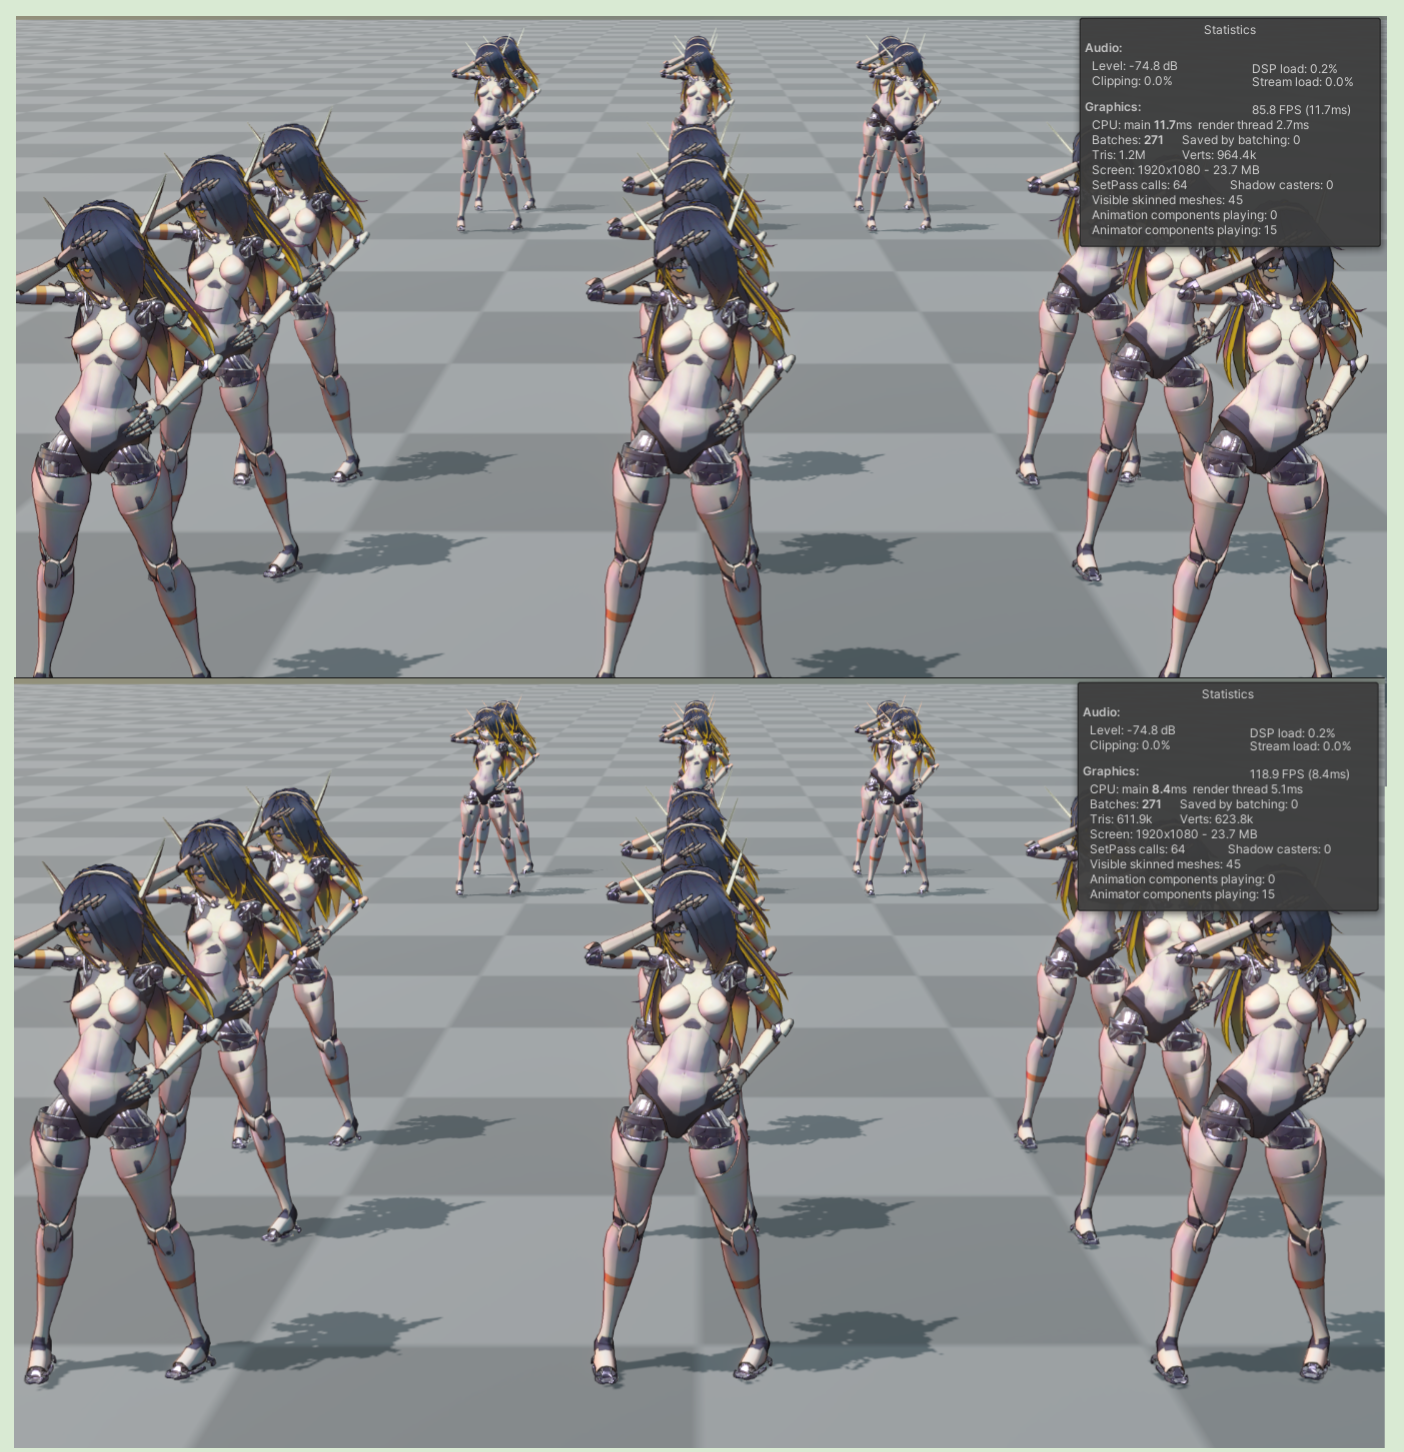 Statistics
Audio:
Level: -74.8 dB DSP load: 0.2%
Clipping: 0.0% Stream load: 0.0%
Graphics: 85.8 FPS (11.7ms)
CPU: main 11.7ms render thread 2.7ms
Batches: 271 Saved by batching: 0
Tris: 1.2M Verts: 964.4k
Screen: 1920x1080 - 23.7 MB
SetPass calls: 64 Shadow casters: 0
Visible skinned meshes: 45
Animation components playing: 0
Animator components playing: 15
Statistics
Audio:
Level: -74.8 dB DSP load: 0.2%
Clipping: 0.0% Stream load: 0.0%
Graphics: 118.9 FPS (8.4ms)
CPU: main 8.4ms render thread 5.1ms
Batches: 271 Saved by batching: 0
Tris: 611.9k Verts: 623.8k
Screen: 1920x1080 - 23.7 MB
SetPass calls: 64 Shadow casters: 0
Visible skinned meshes: 45
Animation components playing: 0
Animator components playing: 15